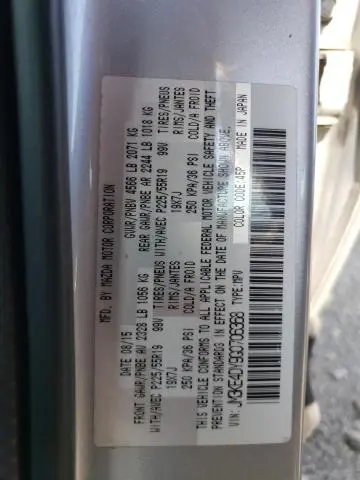 MFD. BY MAZDA MOTOR CORPORATION
DATE 08/15 GVWR/PNBV 4566 LB 2071 KG
FRONT GAWR/PNBE AV 2328 LB 1056 KG REAR GAWR/PNBE AR 2244 LB 1018 KG
WITH/AVEC P225/55R19 99V TIRES/PNEUS WITH/AVEC P225/55R19 99V TIRES/PNEUS
19X7J RIMS/JANTES 19X7J RIMS/JANTES
250 KPA/36 PSI COLD/A FROID 250 KPA/36 PSI COLD/A FROID
THIS VEHICLE CONFORMS TO ALL APPLICABLE FEDERAL MOTOR VEHICLE SAFETY AND THEFT
PREVENTION STANDARDS IN EFFECT ON THE DATE OF MANUFACTURE SHOWN ABOVE.
TYPE:MPV COLOR CODE:45P MADE IN JAPAN